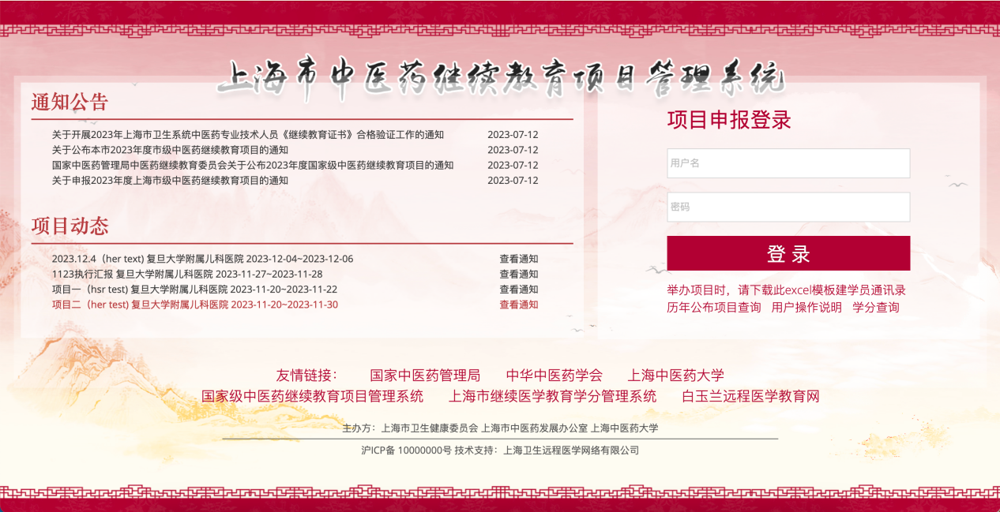 上海市中医药继续教育项目管理系统
通知公告
关于开展2023年上海市卫生系统中医药专业技术人员《继续教育证书》合格验证工作的通知 2023-07-12
关于公布本市2023年度市级中医药继续教育项目的通知 2023-07-12
国家中医药管理局中医药继续教育委员会关于公布2023年度国家级中医药继续教育项目的通知 2023-07-12
关于申报2023年度上海市级中医药继续教育项目的通知 2023-07-12
项目动态
2023.12.4（her text) 复旦大学附属儿科医院 2023-12-04~2023-12-06 查看通知
1123执行汇报 复旦大学附属儿科医院 2023-11-27~2023-11-28 查看通知
项目一（hsr test) 复旦大学附属儿科医院 2023-11-20~2023-11-22 查看通知
项目二（her test) 复旦大学附属儿科医院 2023-11-20~2023-11-30 查看通知
项目申报登录
用户名
密码
登 录
举办项目时，请下载此excel模板建学员通讯录
历年公布项目查询 用户操作说明 学分查询
友情链接： 国家中医药管理局 中华中医药学会 上海中医药大学
国家级中医药继续教育项目管理系统 上海市继续医学教育学分管理系统 白玉兰远程医学教育网
主办方：上海市卫生健康委员会 上海市中医药发展办公室 上海中医药大学
沪ICP备 10000000号 技术支持：上海卫生远程医学网络有限公司